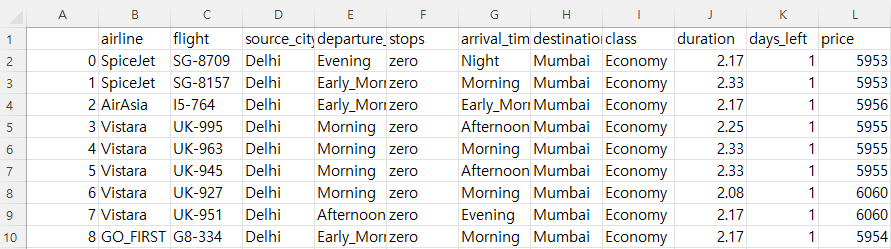 A B C D E F G H I J K L
1 airline flight source_city departure_ stops arrival_tim destination class duration days_left price
2 0 SpiceJet SG-8709 Delhi Evening zero Night Mumbai Economy 2.17 1 5953
3 1 SpiceJet SG-8157 Delhi Early_Morr zero Morning Mumbai Economy 2.33 1 5953
4 2 AirAsia I5-764 Delhi Early_Morr zero Early_Morn Mumbai Economy 2.17 1 5956
5 3 Vistara UK-995 Delhi Morning zero Afternoon Mumbai Economy 2.25 1 5955
6 4 Vistara UK-963 Delhi Morning zero Morning Mumbai Economy 2.33 1 5955
7 5 Vistara UK-945 Delhi Morning zero Afternoon Mumbai Economy 2.33 1 5955
8 6 Vistara UK-927 Delhi Morning zero Morning Mumbai Economy 2.08 1 6060
9 7 Vistara UK-951 Delhi Afternoon zero Evening Mumbai Economy 2.17 1 6060
10 8 GO_FIRST G8-334 Delhi Early_Morr zero Morning Mumbai Economy 2.17 1 5954